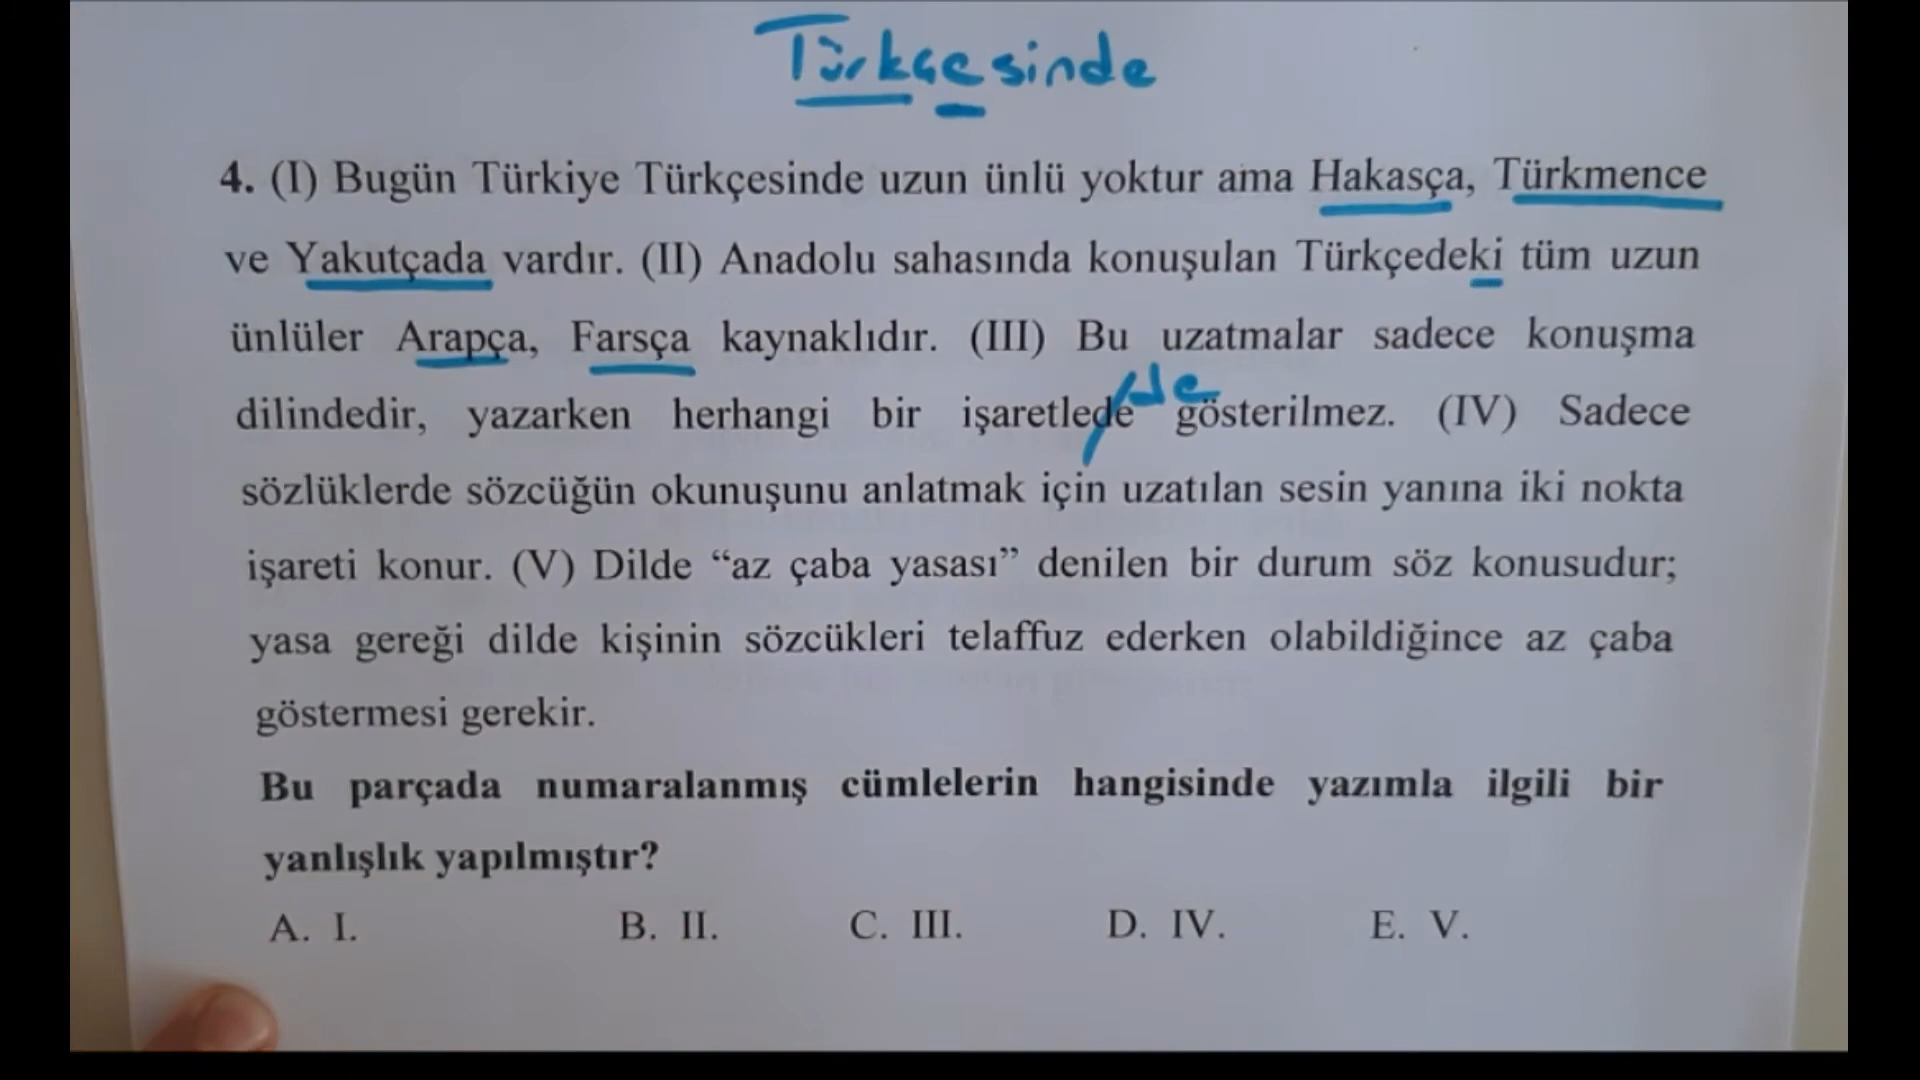 Türkçesinde
4. (I) Bugün Türkiye Türkçesinde uzun ünlü yoktur ama Hakasça, Türkmence
ve Yakutçada vardır. (II) Anadolu sahasında konuşulan Türkçedeki tüm uzun
ünlüler Arapça, Farsça kaynaklıdır. (III) Bu uzatmalar sadece konuşma
de
dilindedir, yazarken herhangi bir işaretlede gösterilmez. (IV) Sadece
sözlüklerde sözcüğün okunuşunu anlatmak için uzatılan sesin yanına iki nokta
işareti konur. (V) Dilde “az çaba yasası” denilen bir durum söz konusudur;
yasa gereği dilde kişinin sözcükleri telaffuz ederken olabildiğince az çaba
göstermesi gerekir.
Bu parçada numaralanmış cümlelerin hangisinde yazımla ilgili bir
yanlışlık yapılmıştır?
A. I. B. II. C. III. D. IV. E. V.